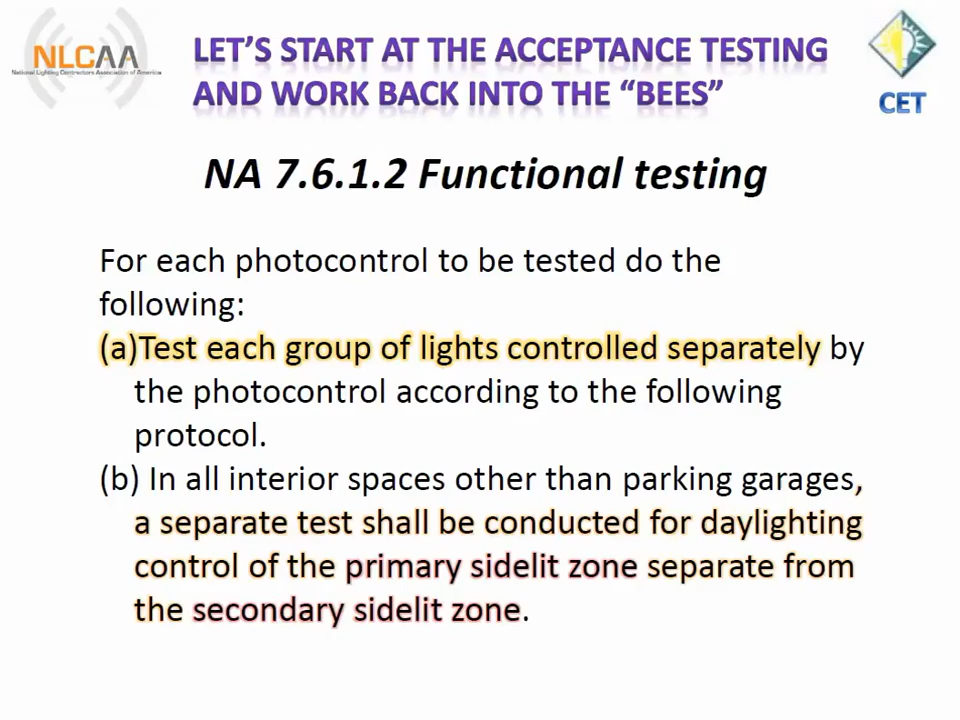 NLCAA
National Lighting Contractors Association of America
LET'S START AT THE ACCEPTANCE TESTING
AND WORK BACK INTO THE “BEES”
CET
NA 7.6.1.2 Functional testing
For each photocontrol to be tested do the
following:
(a)Test each group of lights controlled separately by
the photocontrol according to the following
protocol.
(b) In all interior spaces other than parking garages,
a separate test shall be conducted for daylighting
control of the primary sidelit zone separate from
the secondary sidelit zone.